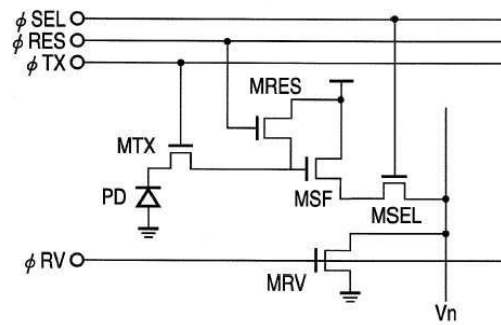 φSEL
φRES
φTX
MRES
MTX
PD
MSF
MSEL
φRV
MRV
Vn